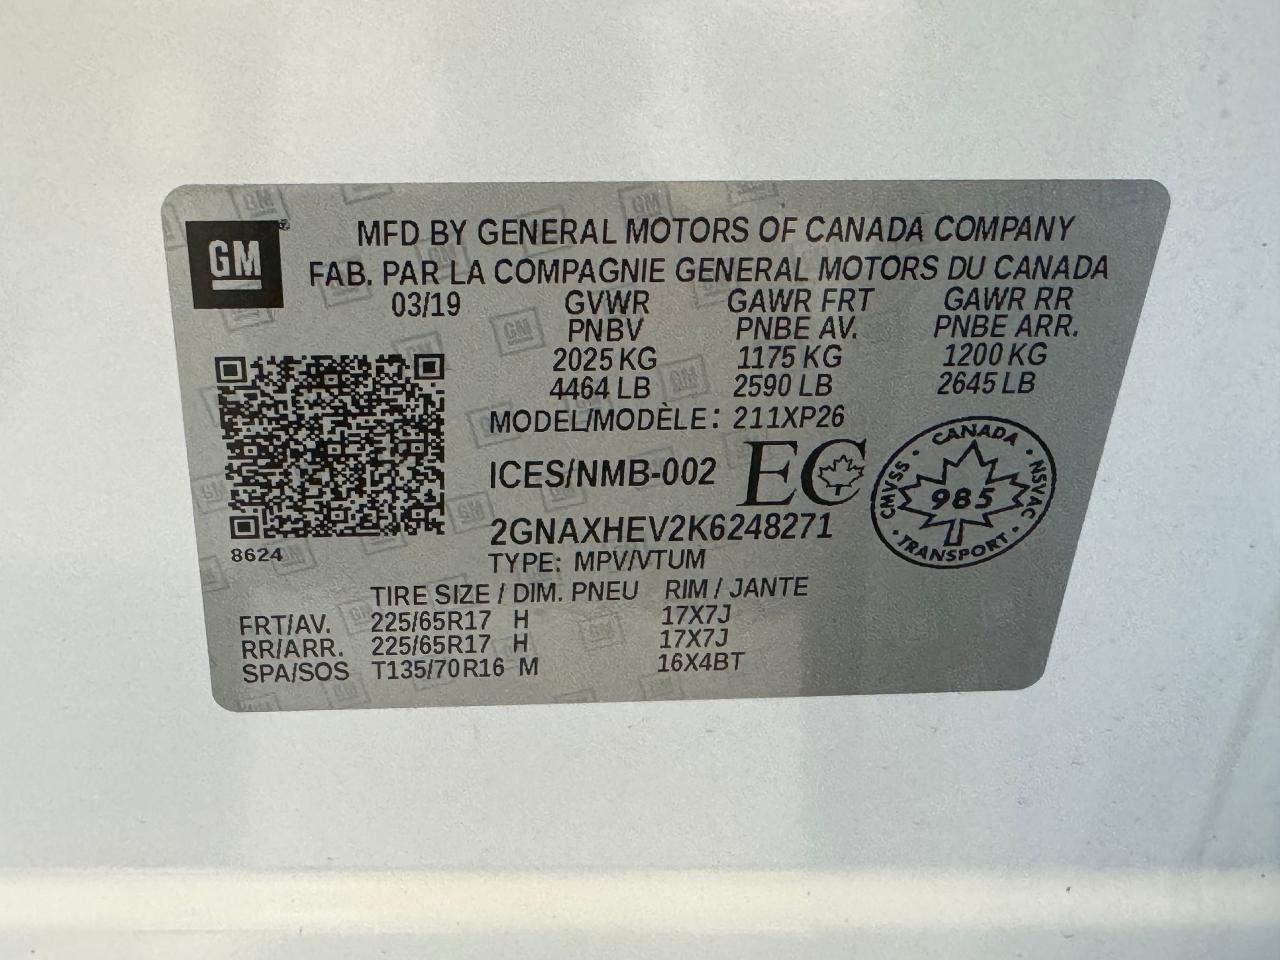 GM
MFD BY GENERAL MOTORS OF CANADA COMPANY
FAB. PAR LA COMPAGNIE GENERAL MOTORS DU CANADA
03/19 GVWR GAWR FRT GAWR RR
PNBV PNBE AV. PNBE ARR.
2025 KG 1175 KG 1200 KG
4464 LB 2590 LB 2645 LB
MODEL/MODÈLE: 211XP26
ICES/NMB-002 EC
CANADA
CMVSS 985 NSVAC
TRANSPORT
2GNAXHEV2K6248271
8624
TYPE: MPV/VTUM
TIRE SIZE / DIM. PNEU RIM / JANTE
FRT/AV. 225/65R17 H 17X7J
RR/ARR. 225/65R17 H 17X7J
SPA/SOS T135/70R16 M 16X4BT